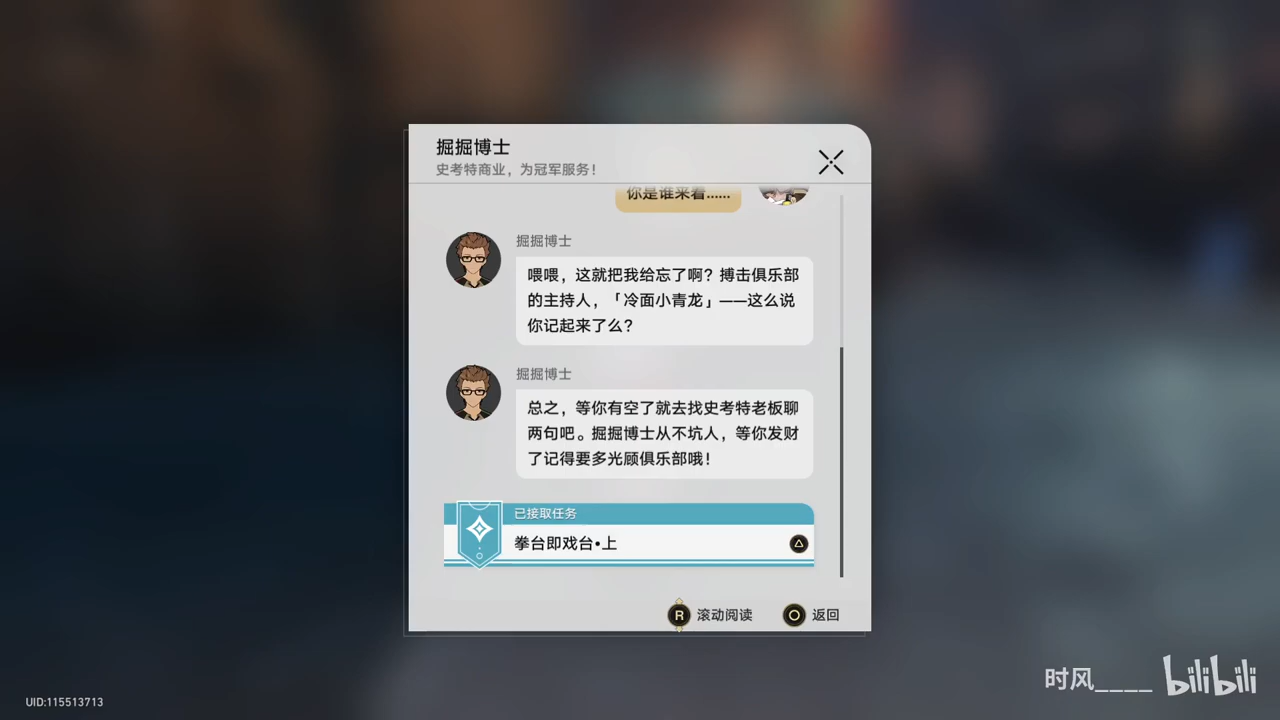 掘掘博士
史考特商业，为冠军服务！
你是谁来着……
掘掘博士
喂喂，这就把我给忘了啊？搏击俱乐部
的主持人，「冷面小青龙」——这么说
你记起来了么？
掘掘博士
总之，等你有空了就去找史考特老板聊
两句吧。掘掘博士从不坑人，等你发财
了记得要多光顾俱乐部哦！
已接取任务
拳台即戏台•上
R 滚动阅读 返回
时风____ bilibili
UID:115513713